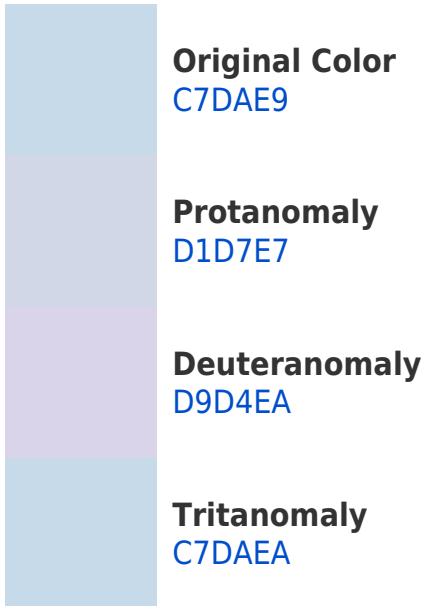 Original Color
C7DAE9
Protanomaly
D1D7E7
Deuteranomaly
D9D4EA
Tritanomaly
C7DAEA